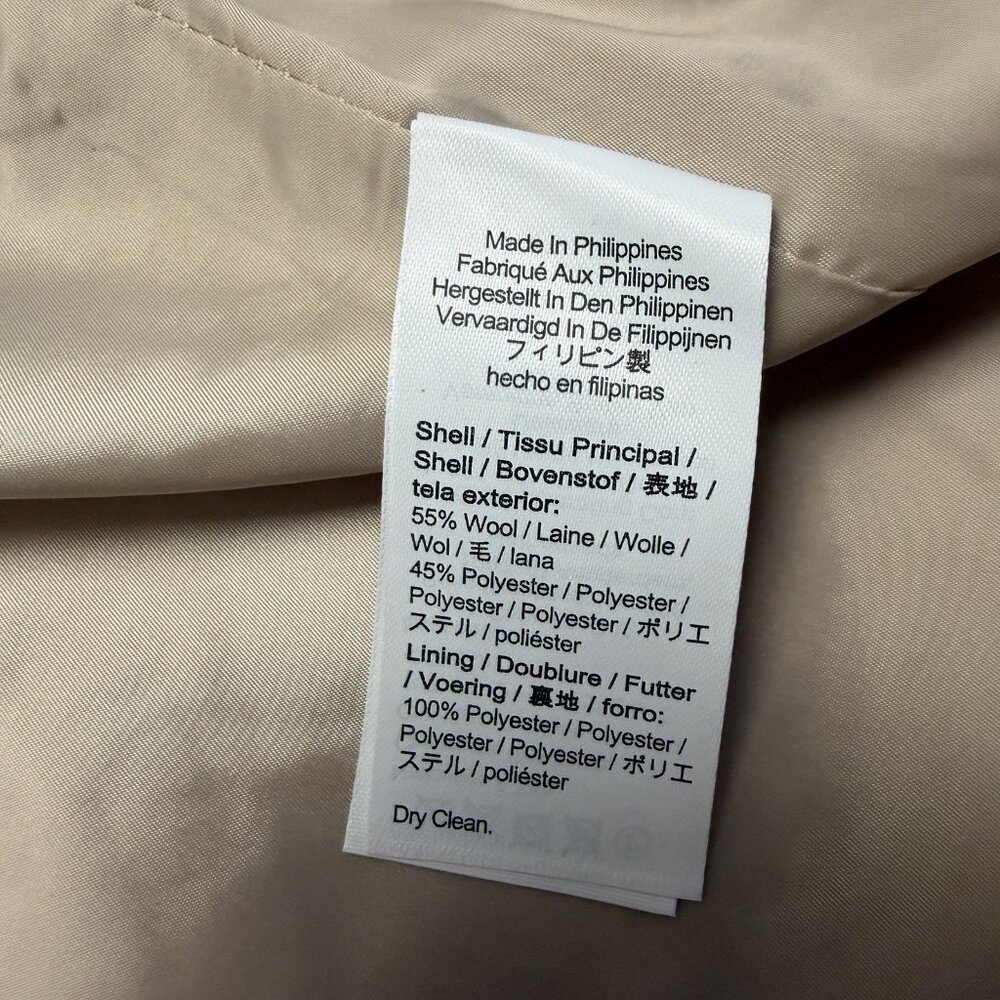 Made In Philippines
Fabriqué Aux Philippines
Hergestellt In Den Philippinen
Vervaardigd In De Filippijnen
フィリピン製
hecho en filipinas
Shell / Tissu Principal /
Shell / Bovenstof / 表地 /
tela exterior:
55% Wool / Laine / Wolle /
Wol / 毛 / lana
45% Polyester / Polyester /
Polyester / Polyester / ポリエ
ステル / poliéster
Lining / Doublure / Futter
/ Voering / 裏地 / forro:
100% Polyester / Polyester /
Polyester / Polyester / ポリエ
ステル / poliéster
Dry Clean.